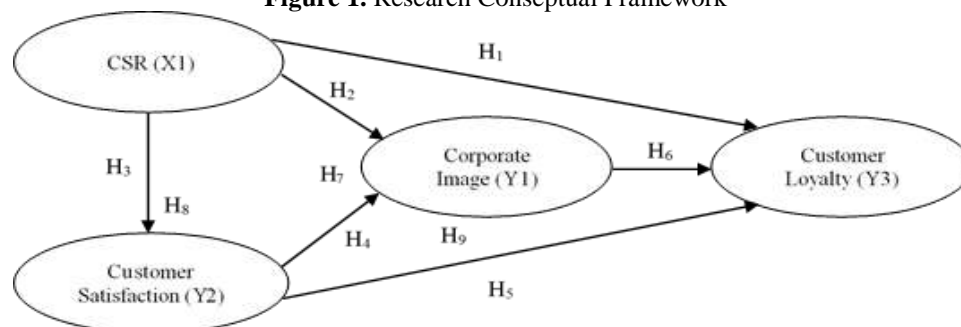 Figure 1. Research Conseptual Framework
CSR (X1)
H₁
H₂
H₃
H₇
Corporate
Image (Y1)
H₆
Customer
Loyalty (Y3)
H₈
H₄
H₉
Customer
Satisfaction (Y2)
H₅